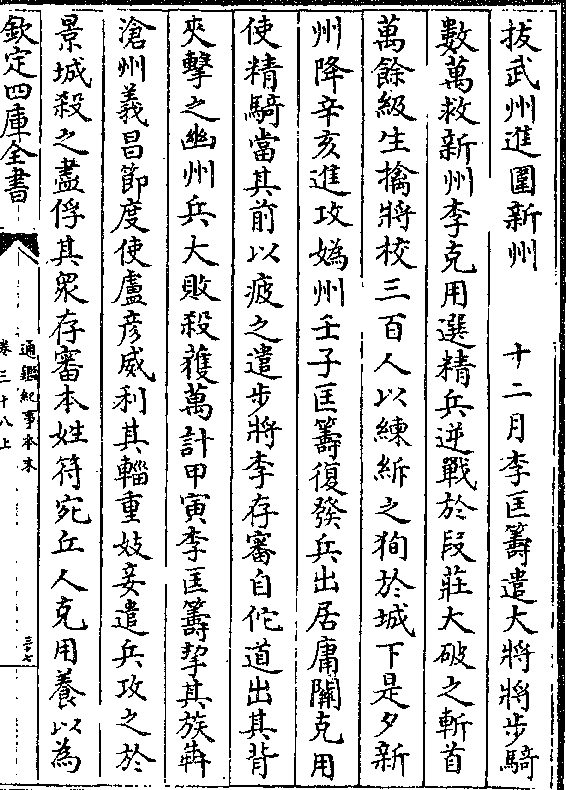 拔武州進圍新州　十二月李匡籌遣大將將步騎
數萬救新州李克用選精兵逆戰於段莊大破之斬首
萬餘級生擒將校三百人以練紲之狥於城下是夕新
州降辛亥進攻媯州壬子匡籌復發兵出居庸關克用
使精騎當其前以疲之遣步將李存審自佗道出其背
夾擊之幽州兵大敗殺獲萬計甲寅李匡籌挈其族犇
滄州義昌節度使盧彥威利其輜重妓妾遣兵攻之於
景城殺之盡俘其衆存審本姓符宛丘人克用養以為
欽定四庫全書
通鑑紀事本末
卷三十八上
三十七